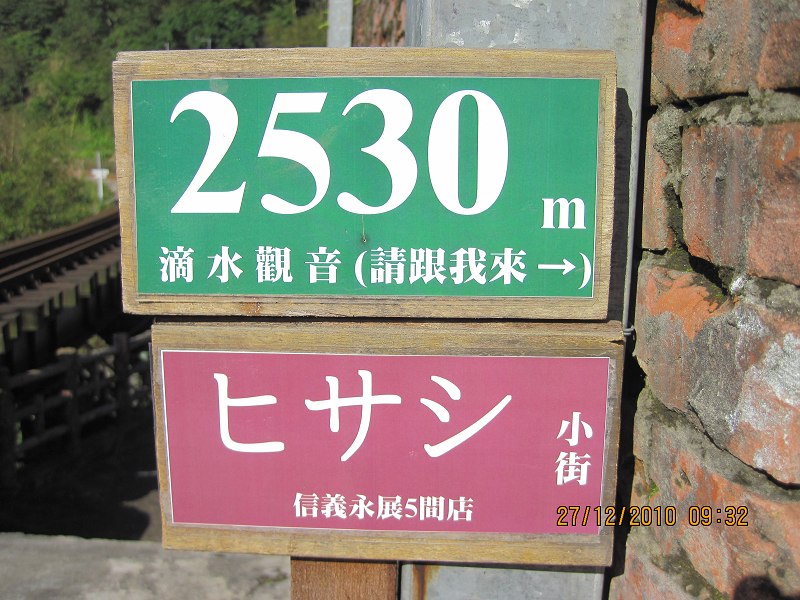 2530 m
滴水觀音(請跟我來→)
ヒサシ
小街
信義永展5間店
27/12/2010 09:32